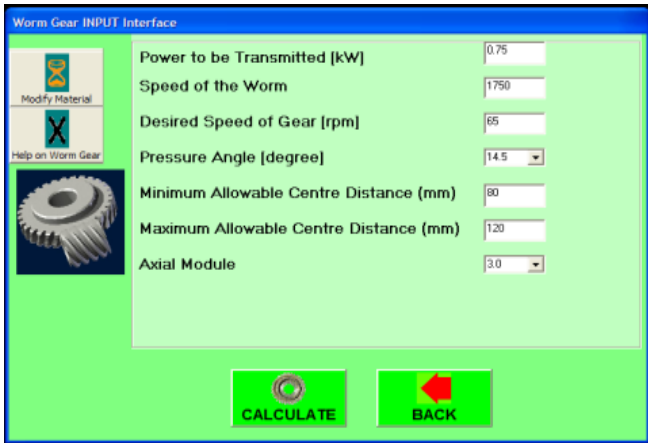 Worm Gear INPUT Interface
Modify Material
Help on Worm Gear
Power to be Transmitted [kW] 0.75
Speed of the Worm 1750
Desired Speed of Gear [rpm] 65
Pressure Angle [degree] 14.5
Minimum Allowable Centre Distance (mm) 80
Maximum Allowable Centre Distance (mm) 120
Axial Module 3.0
CALCULATE
BACK